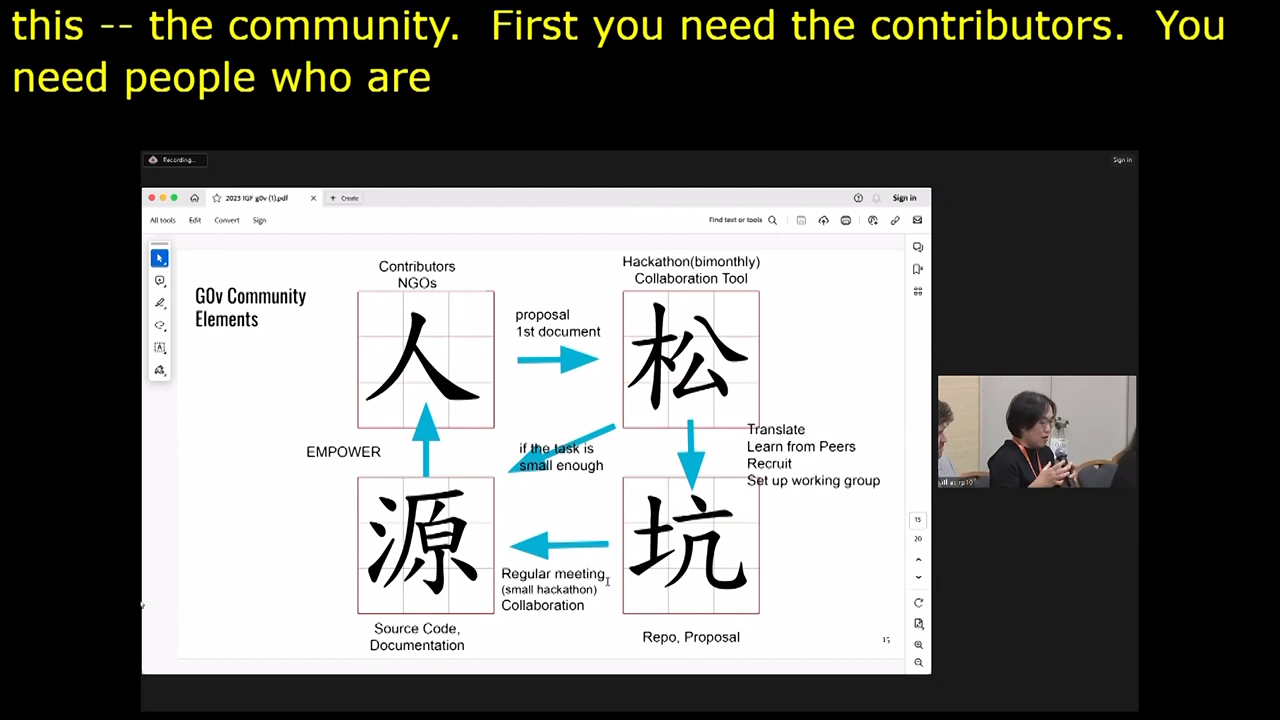 this -- the community.  First you need the contributors.  You
need people who are
Recording...
Sign in
2023 IGF g0v (1).pdf
Create
Sign in
All tools Edit Convert Sign
Find text or tools
G0v Community
Elements
Contributors
NGOs
人
proposal
1st document
Hackathon(bimonthly)
Collaboration Tool
松
EMPOWER
if the task is
small enough
Translate
Learn from Peers
Recruit
Set up working group
源
Source Code,
Documentation
Regular meeting
(small hackathon)
Collaboration
坑
Repo, Proposal
15
15
20